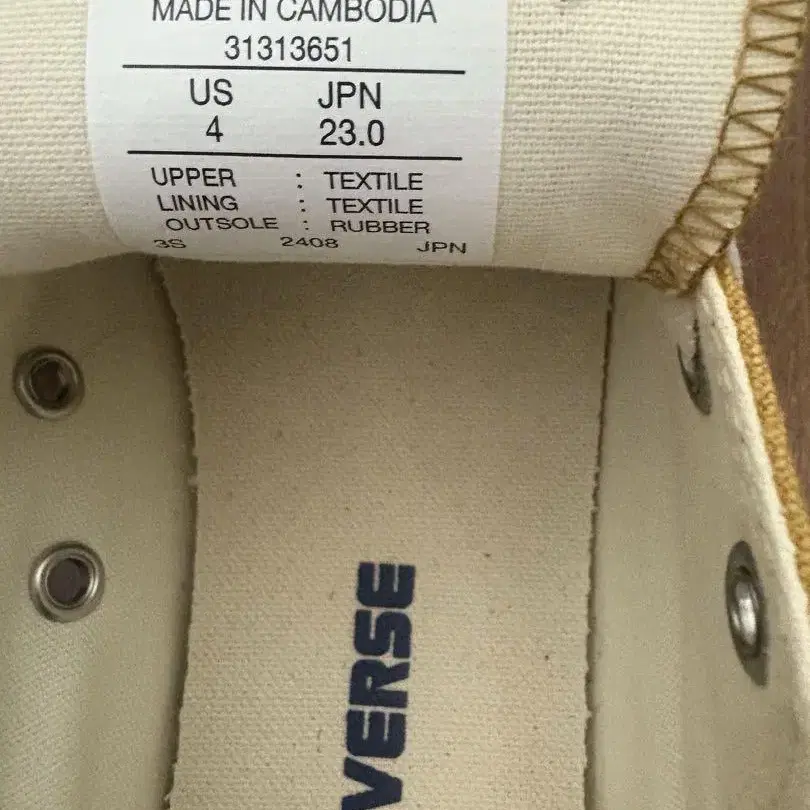 MADE IN CAMBODIA
31313651
US JPN
4 23.0
UPPER : TEXTILE
LINING : TEXTILE
OUTSOLE : RUBBER
3S 2408 JPN
VERSE